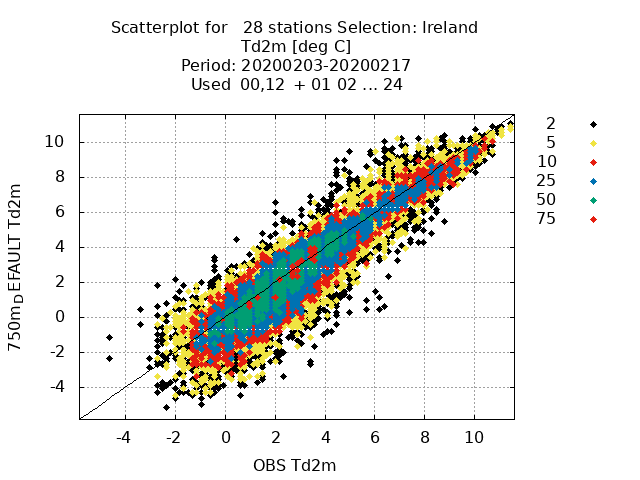 Scatterplot for 28 stations Selection: Ireland
Td2m [deg C]
Period: 20200203-20200217
Used 00,12 + 01 02 ... 24
2
5
10
25
50
75
10
8
6
4
2
0
-2
-4
750m_DEFAULT Td2m
-4 -2 0 2 4 6 8 10
OBS Td2m